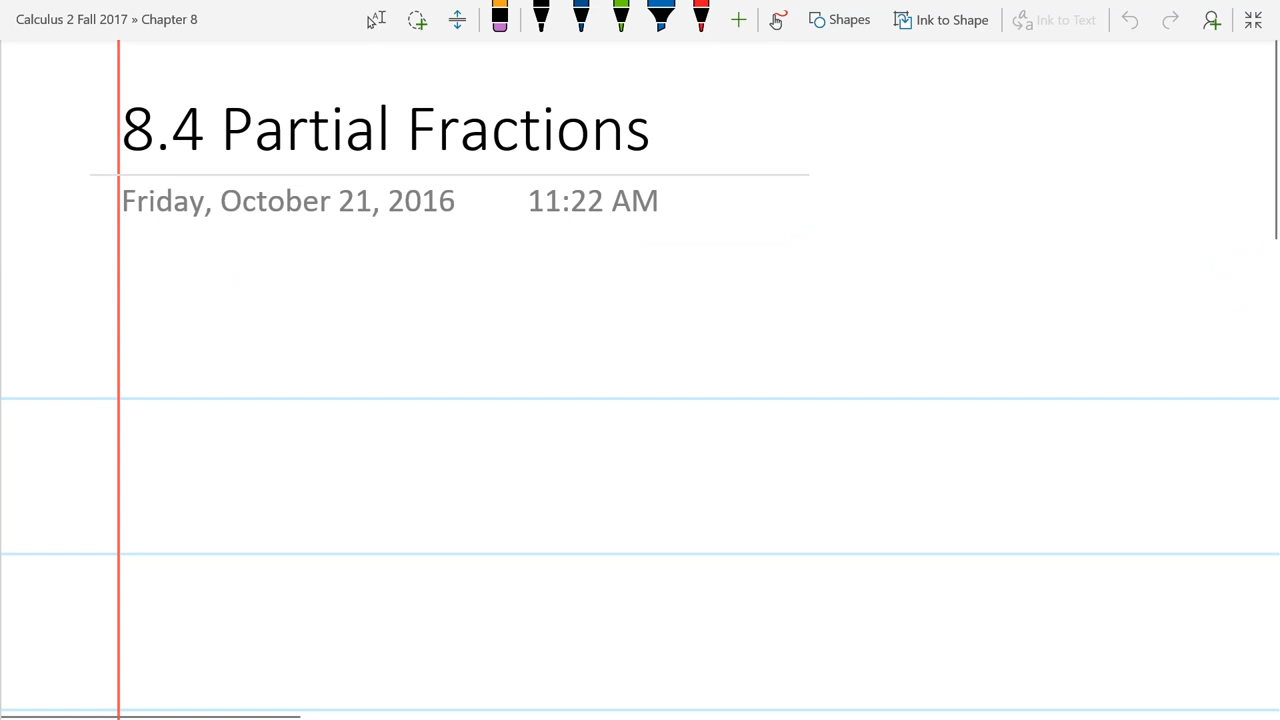 Calculus 2 Fall 2017 » Chapter 8
Shapes
Ink to Shape
Ink to Text
8.4 Partial Fractions
Friday, October 21, 2016 11:22 AM